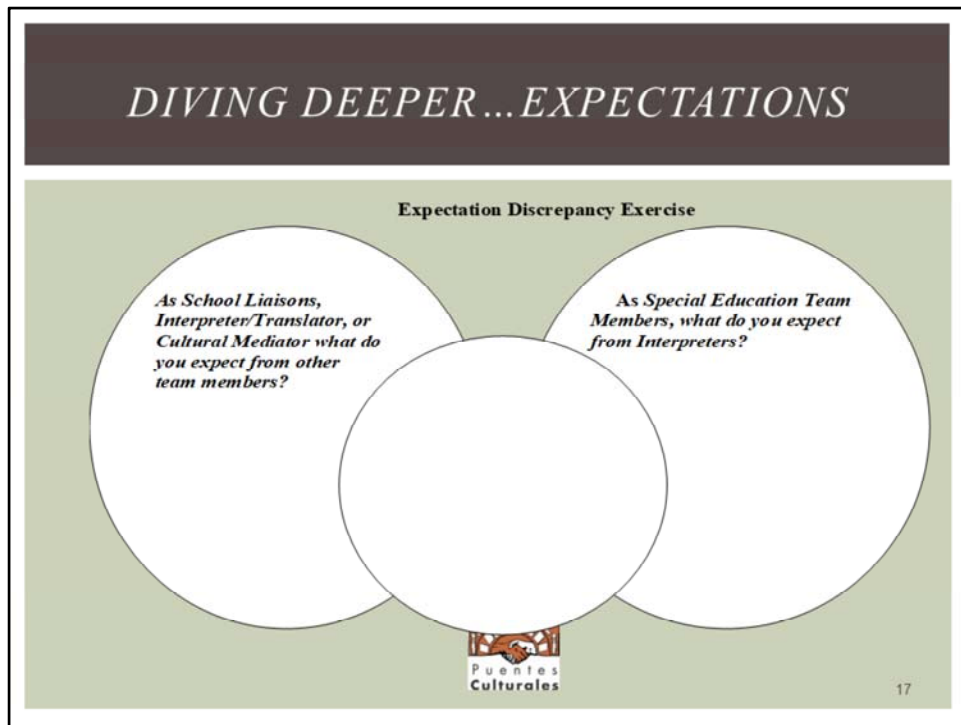 DIVING DEEPER...EXPECTATIONS
Expectation Discrepancy Exercise
As School Liaisons,
Interpreter/Translator, or
Cultural Mediator what do
you expect from other
team members?
As Special Education Team
Members, what do you expect
from Interpreters?
Puentes
Culturales
17